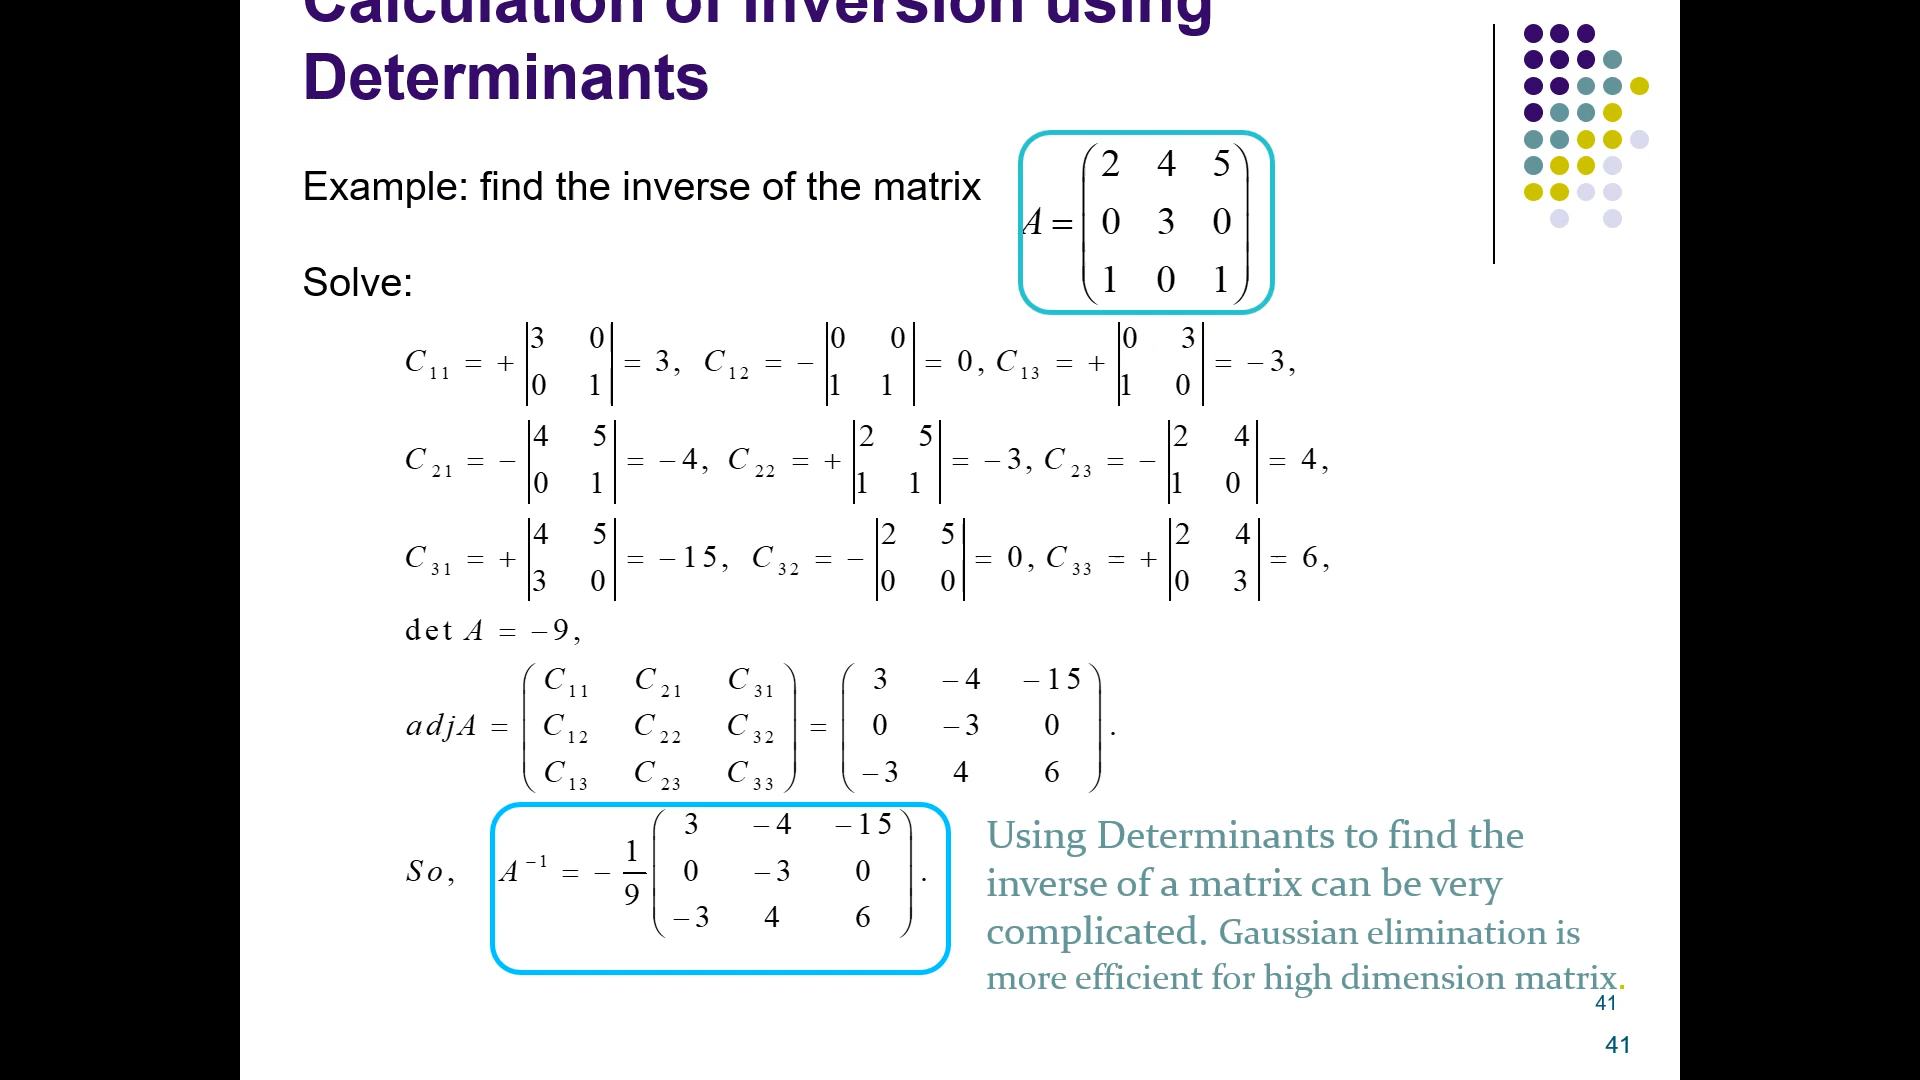 Calculation of Inversion using
Determinants
Example: find the inverse of the matrix
A = ( 2 4 5
0 3 0
1 0 1 )
Solve:
C11 = + |3 0; 0 1| = 3, C12 = − |0 0; 1 1| = 0, C13 = + |0 3; 1 0| = −3,
C21 = − |4 5; 0 1| = −4, C22 = + |2 5; 1 1| = −3, C23 = − |2 4; 1 0| = 4,
C31 = + |4 5; 3 0| = −15, C32 = − |2 5; 0 0| = 0, C33 = + |2 4; 0 3| = 6,
det A = −9,
adjA = ( C11 C21 C31; C12 C22 C32; C13 C23 C33 ) = ( 3 −4 −15; 0 −3 0; −3 4 6 ).
So, A⁻¹ = − 1/9 ( 3 −4 −15; 0 −3 0; −3 4 6 ).
Using Determinants to find the
inverse of a matrix can be very
complicated. Gaussian elimination is
more efficient for high dimension matrix.
41
41